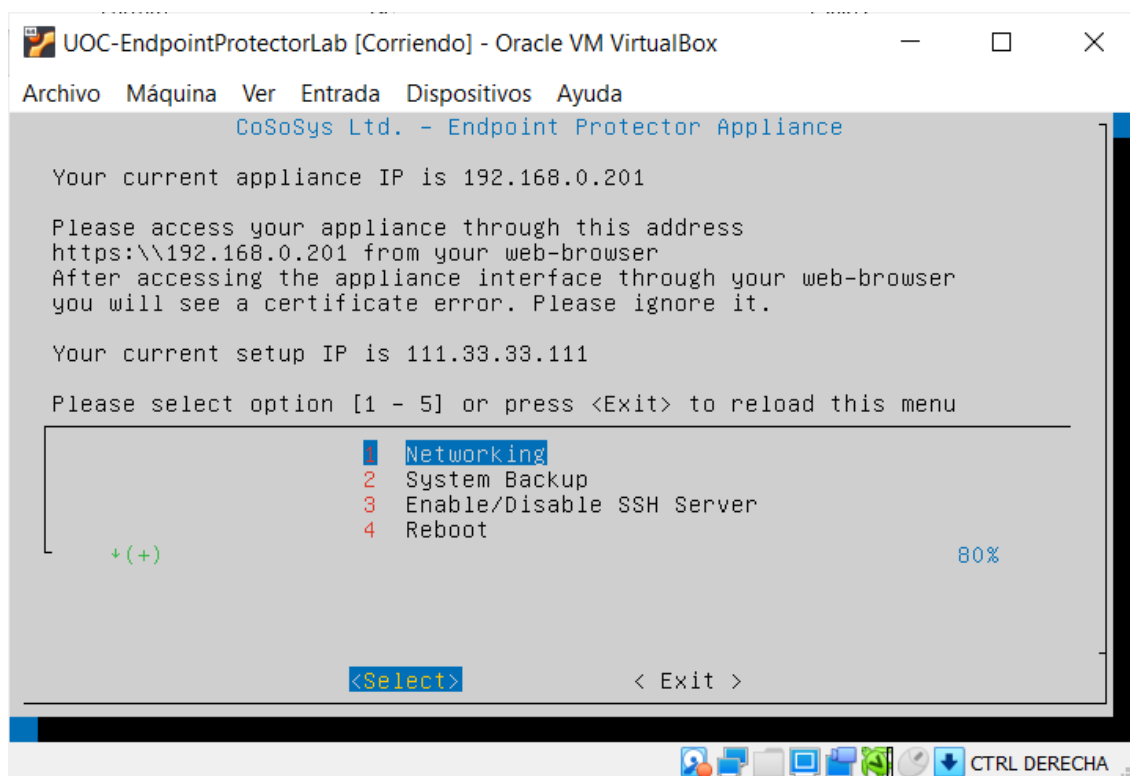 UOC-EndpointProtectorLab [Corriendo] - Oracle VM VirtualBox
Archivo Máquina Ver Entrada Dispositivos Ayuda
CoSoSys Ltd. - Endpoint Protector Appliance
Your current appliance IP is 192.168.0.201
Please access your appliance through this address
https:\\192.168.0.201 from your web-browser
After accessing the appliance interface through your web-browser
you will see a certificate error. Please ignore it.
Your current setup IP is 111.33.33.111
Please select option [1 - 5] or press <Exit> to reload this menu
1 Networking
2 System Backup
3 Enable/Disable SSH Server
4 Reboot
↓(+) 80%
<Select> < Exit >
CTRL DERECHA